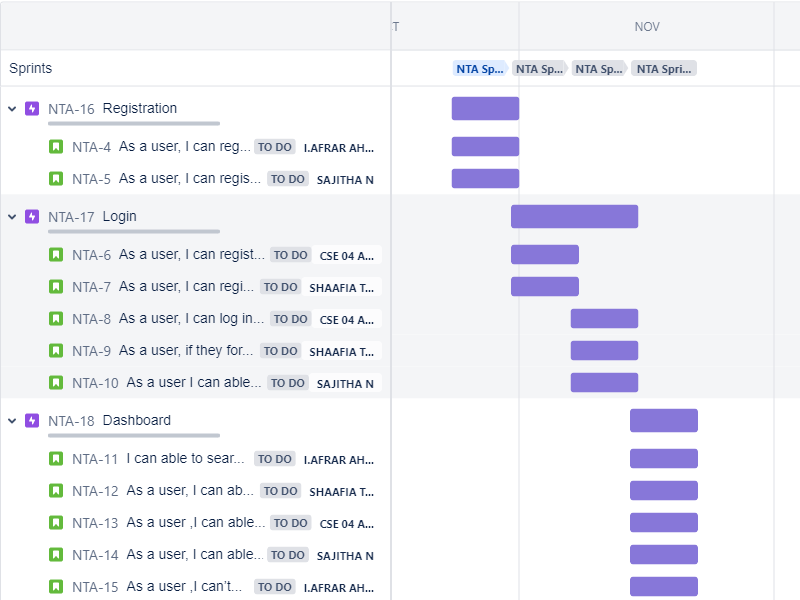 T NOV
Sprints NTA Sp... NTA Sp... NTA Sp... NTA Spri...
NTA-16 Registration
NTA-4 As a user, I can reg... TO DO I.AFRAR AH...
NTA-5 As a user, I can regis... TO DO SAJITHA N
NTA-17 Login
NTA-6 As a user, I can regist... TO DO CSE 04 A...
NTA-7 As a user, I can regi... TO DO SHAAFIA T...
NTA-8 As a user, I can log in... TO DO CSE 04 A...
NTA-9 As a user, if they for... TO DO SHAAFIA T...
NTA-10 As a user I can able... TO DO SAJITHA N
NTA-18 Dashboard
NTA-11 I can able to sear... TO DO I.AFRAR AH...
NTA-12 As a user, I can ab... TO DO SHAAFIA T...
NTA-13 As a user ,I can able... TO DO CSE 04 A...
NTA-14 As a user, I can able... TO DO SAJITHA N
NTA-15 As a user ,I can't... TO DO I.AFRAR AH...